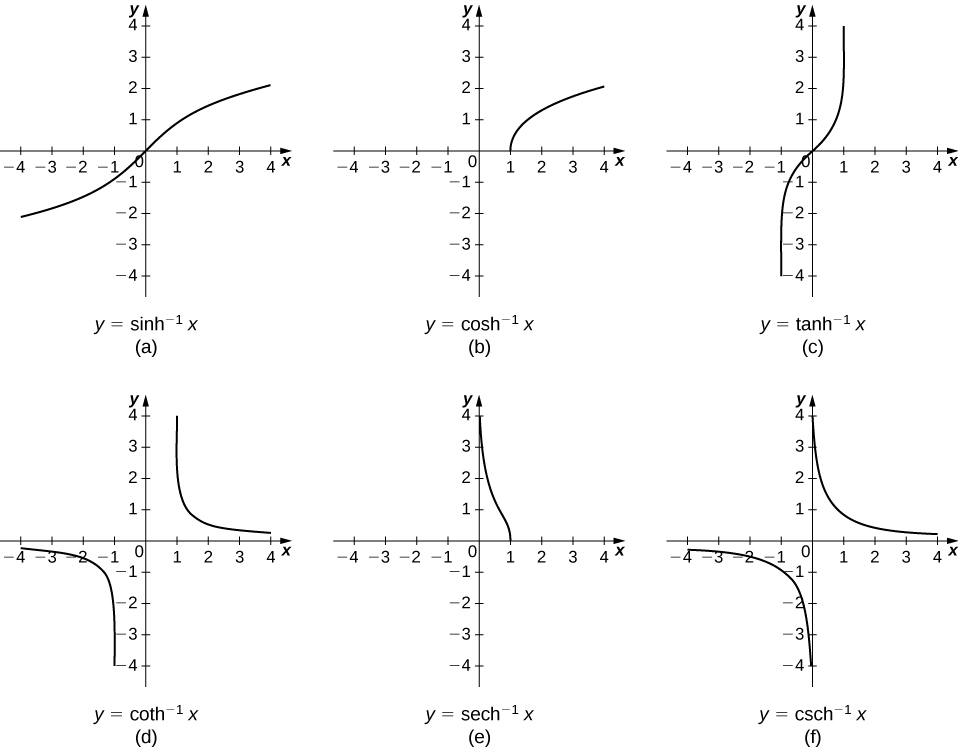 y
4
3
2
1
−4 −3 −2 −1 0 1 2 3 4 x
−1
−2
−3
−4
y = sinh⁻¹ x
(a)
y
4
3
2
1
−4 −3 −2 −1 0 1 2 3 4 x
−1
−2
−3
−4
y = cosh⁻¹ x
(b)
y
4
3
2
1
−4 −3 −2 −1 0 1 2 3 4 x
−1
−2
−3
−4
y = tanh⁻¹ x
(c)
y
4
3
2
1
−4 −3 −2 −1 0 1 2 3 4 x
−1
−2
−3
−4
y = coth⁻¹ x
(d)
y
4
3
2
1
−4 −3 −2 −1 0 1 2 3 4 x
−1
−2
−3
−4
y = sech⁻¹ x
(e)
y
4
3
2
1
−4 −3 −2 −1 0 1 2 3 4 x
−1
−2
−3
−4
y = csch⁻¹ x
(f)